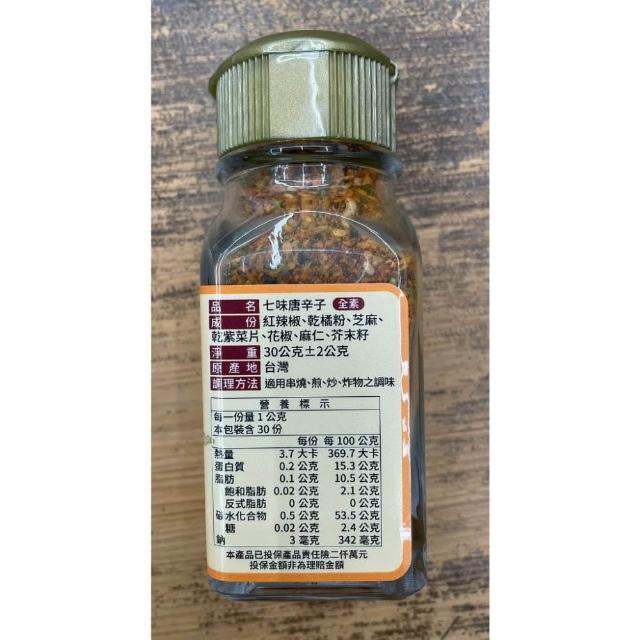 品名 七味唐辛子 全素
成份 紅辣椒、乾橘粉、芝麻、
乾紫菜片、花椒、麻仁、芥末籽
淨重 30公克±2公克
原產地 台灣
調理方法 適用串燒、煎、炒、炸物之調味
營養標示
每一份量 1 公克
本包裝含 30 份
每份 每 100 公克
熱量 3.7 大卡 369.7 大卡
蛋白質 0.2 公克 15.3 公克
脂肪 0.1 公克 10.5 公克
飽和脂肪 0.02 公克 2.1 公克
反式脂肪 0 公克 0 公克
碳水化合物 0.5 公克 53.5 公克
糖 0.02 公克 2.4 公克
鈉 3 毫克 342 毫克
本產品已投保產品責任險二仟萬元
投保金額非為理賠金額